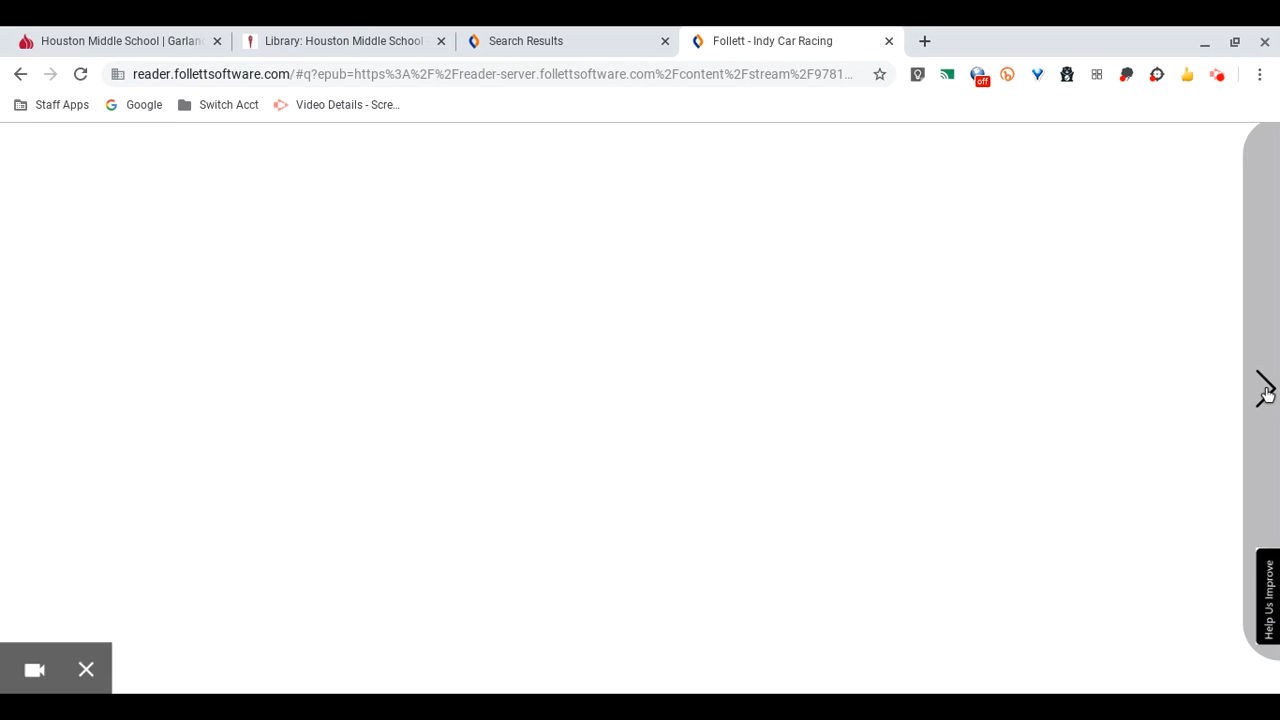 Houston Middle School | Garlan
Library: Houston Middle School -
Search Results
Follett - Indy Car Racing
reader.follettsoftware.com/#q?epub=https%3A%2F%2Freader-server.follettsoftware.com%2Fcontent%2Fstream%2F9781...
off
Staff Apps
Google
Switch Acct
Video Details - Scre...
Help Us Improve